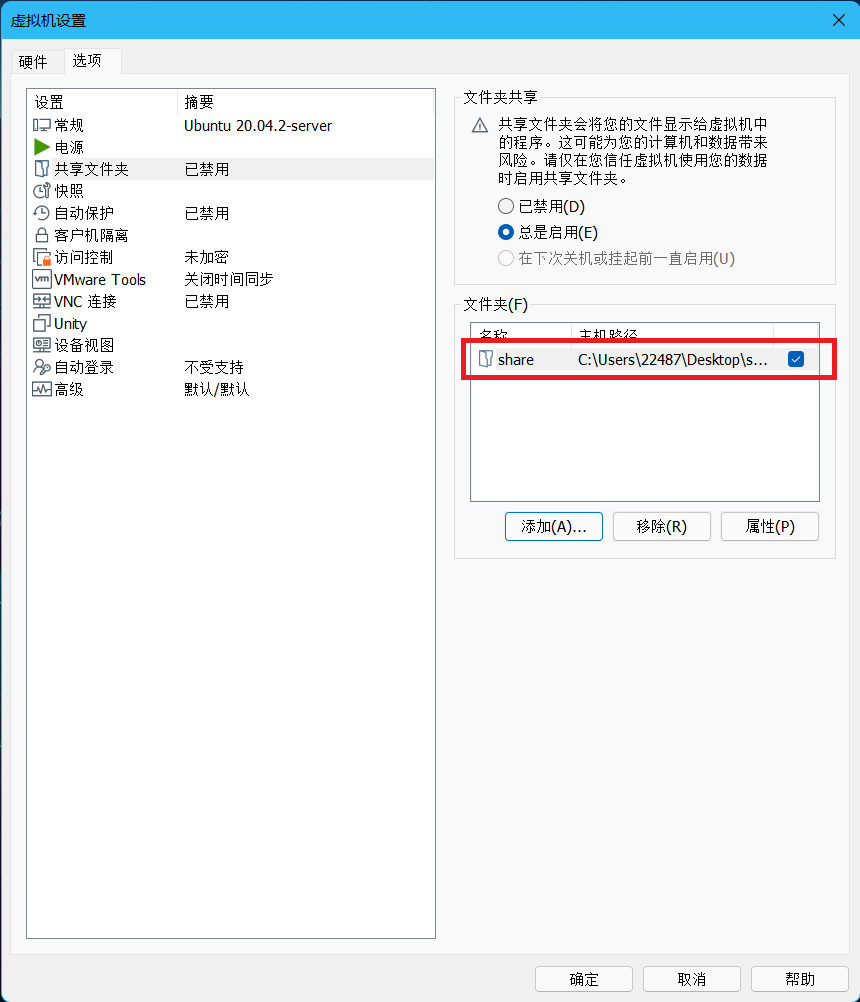 虚拟机设置
硬件 选项
设置 摘要
常规 Ubuntu 20.04.2-server
电源
共享文件夹 已禁用
快照
自动保护 已禁用
客户机隔离
访问控制 未加密
VMware Tools 关闭时间同步
VNC 连接 已禁用
Unity
设备视图
自动登录 不受支持
高级 默认/默认
文件夹共享
共享文件夹会将您的文件显示给虚拟机中
的程序。这可能为您的计算机和数据带来
风险。请仅在您信任虚拟机使用您的数据
时启用共享文件夹。
已禁用(D)
总是启用(E)
在下次关机或挂起前一直启用(U)
文件夹(F)
名称 主机路径
share C:\Users\22487\Desktop\s...
添加(A)... 移除(R) 属性(P)
确定 取消 帮助